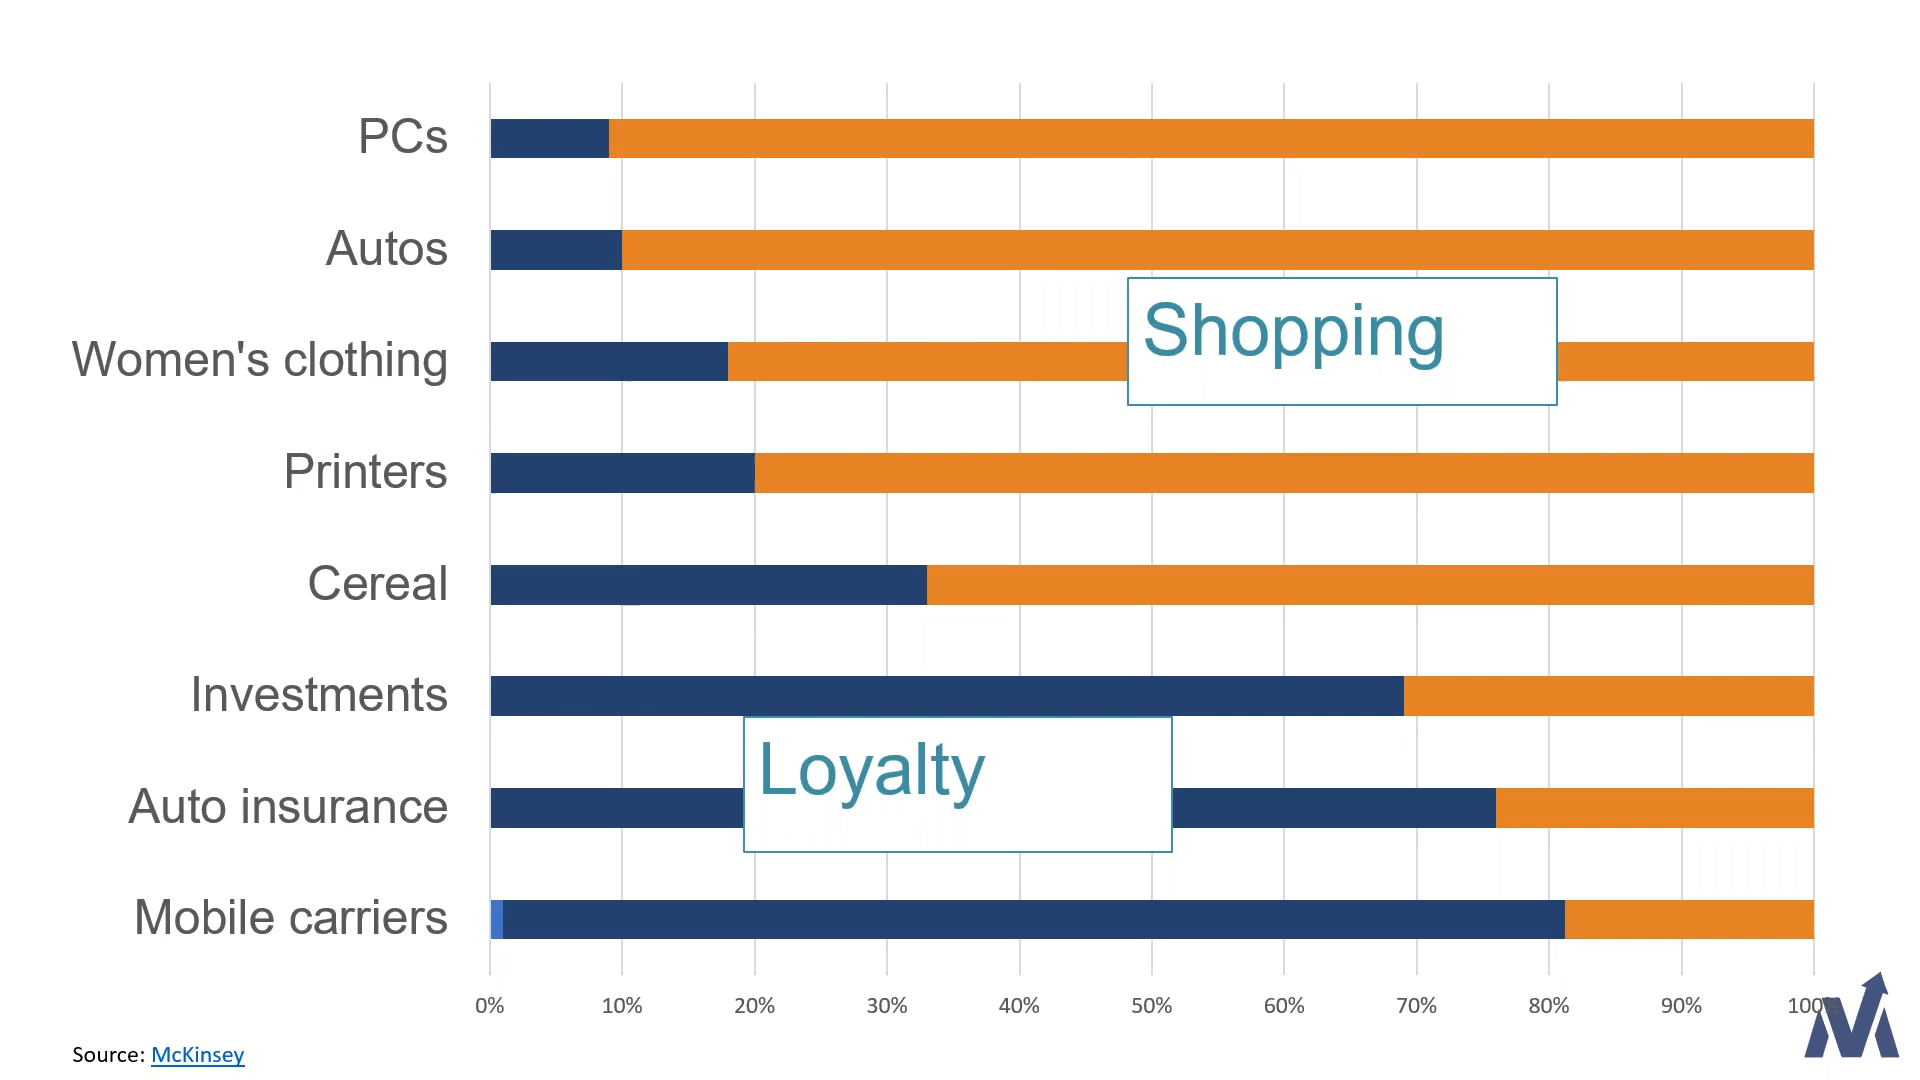 PCs
Autos
Shopping
Women's clothing
Printers
Cereal
Investments
Loyalty
Auto insurance
Mobile carriers
0% 10% 20% 30% 40% 50% 60% 70% 80% 90% 100%
Source: McKinsey